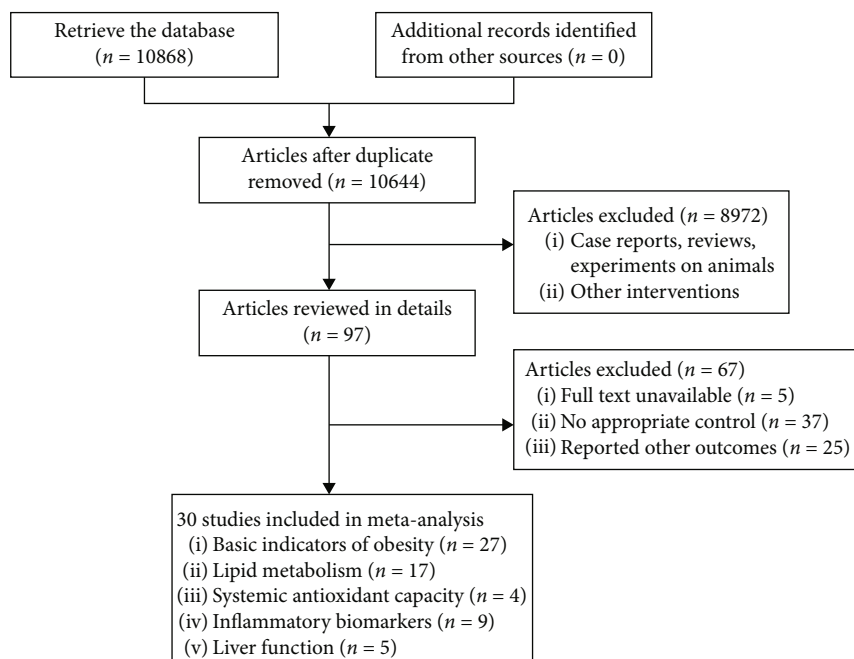 Retrieve the database
(n = 10868)
Additional records identified
from other sources (n = 0)
Articles after duplicate
removed (n = 10644)
Articles excluded (n = 8972)
(i) Case reports, reviews,
experiments on animals
(ii) Other interventions
Articles reviewed in details
(n = 97)
Articles excluded (n = 67)
(i) Full text unavailable (n = 5)
(ii) No appropriate control (n = 37)
(iii) Reported other outcomes (n = 25)
30 studies included in meta-analysis
(i) Basic indicators of obesity (n = 27)
(ii) Lipid metabolism (n = 17)
(iii) Systemic antioxidant capacity (n = 4)
(iv) Inflammatory biomarkers (n = 9)
(v) Liver function (n = 5)